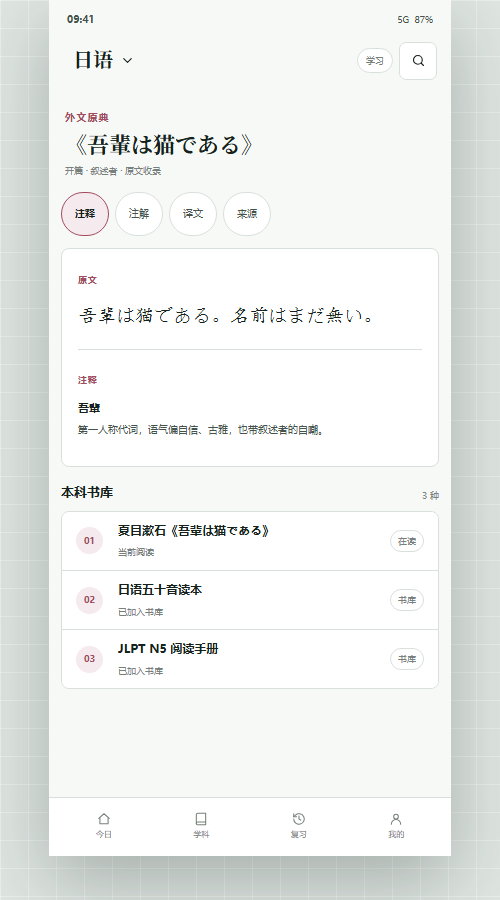 09:41
5G 87%
日语
学习
外文原典
《吾輩は猫である》
开篇 · 叙述者 · 原文收录
注释
注解
译文
来源
原文
吾輩は猫である。名前はまだ無い。
注释
吾輩
第一人称代词，语气偏自信、古雅，也带叙述者的自嘲。
本科书库
3 种
01
夏目漱石《吾輩は猫である》
当前阅读
在读
02
日语五十音读本
已加入书库
书库
03
JLPT N5 阅读手册
已加入书库
书库
今日
学科
复习
我的